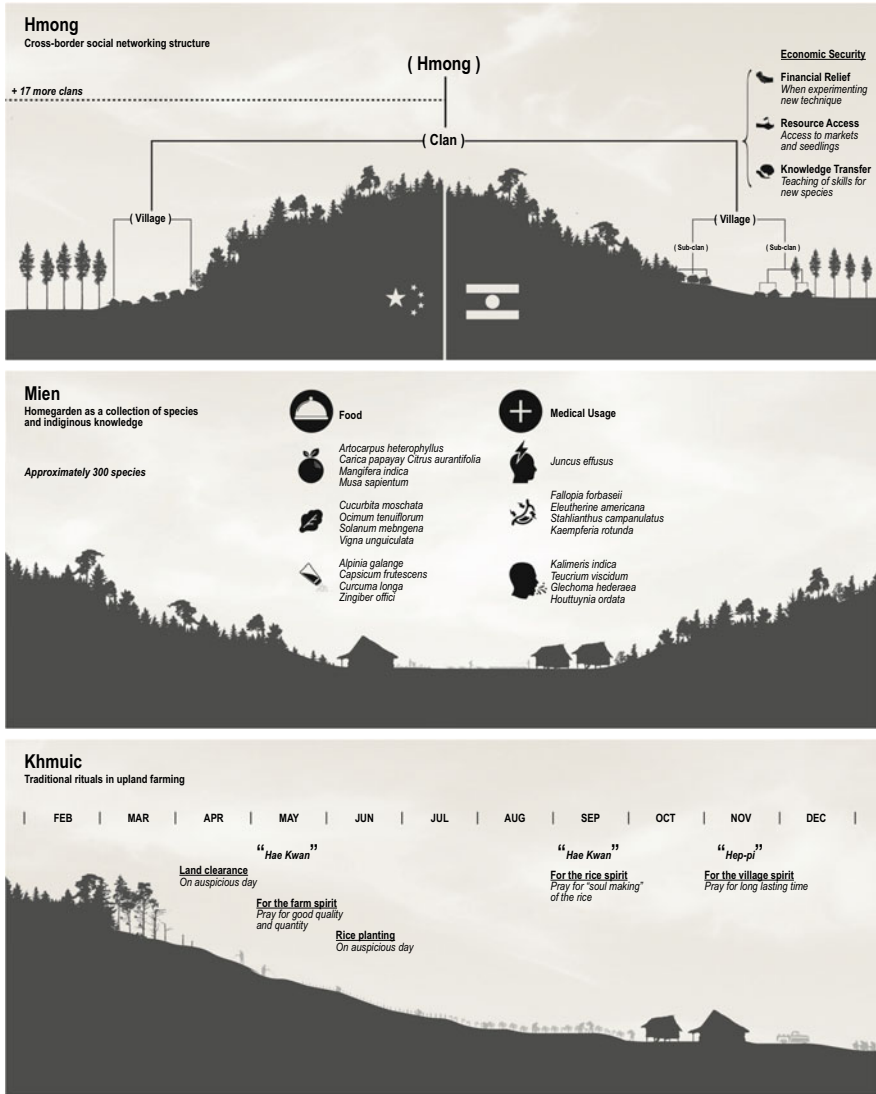 Hmong
Cross-border social networking structure
( Hmong )
+ 17 more clans
( Clan )
( Village )
( Village )
( Sub-clan )
( Sub-clan )
Economic Security
Financial Relief
When experimenting
new technique
Resource Access
Access to markets
and seedlings
Knowledge Transfer
Teaching of skills for
new species
Mien
Homegarden as a collection of species
and indiginous knowledge
Approximately 300 species
Food
Artocarpus heterophyllus
Carica papayay Citrus aurantifolia
Mangifera indica
Musa sapientum
Cucurbita moschata
Ocimum tenuiflorum
Solanum mebngena
Vigna unguiculata
Alpinia galange
Capsicum frutescens
Curcuma longa
Zingiber offici
Medical Usage
Juncus effusus
Fallopia forbaseii
Eleutherine americana
Stahlianthus campanulatus
Kaempferia rotunda
Kalimeris indica
Teucrium viscidum
Glechoma hederaea
Houttuynia ordata
Khmuic
Traditional rituals in upland farming
| FEB | MAR | APR | MAY | JUN | JUL | AUG | SEP | OCT | NOV | DEC |
“Hae Kwan”
“Hae Kwan”
“Hep-pi”
Land clearance
On auspicious day
For the farm spirit
Pray for good quality
and quantity
Rice planting
On auspicious day
For the rice spirit
Pray for “soul making”
of the rice
For the village spirit
Pray for long lasting time